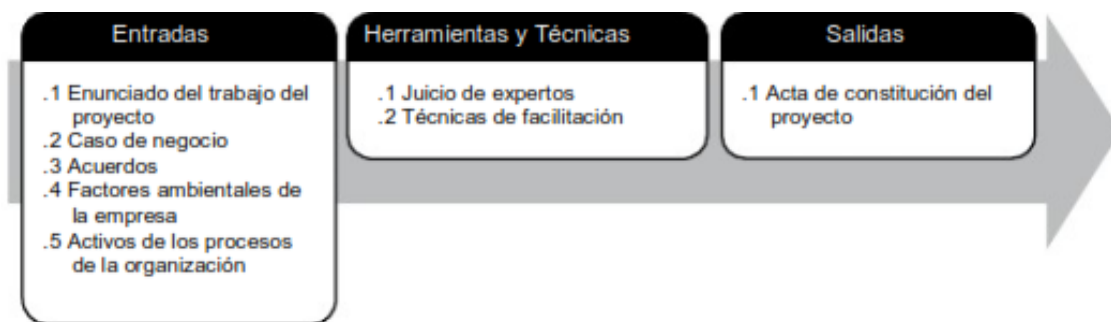 Entradas
.1 Enunciado del trabajo del
proyecto
.2 Caso de negocio
.3 Acuerdos
.4 Factores ambientales de
la empresa
.5 Activos de los procesos
de la organización
Herramientas y Técnicas
.1 Juicio de expertos
.2 Técnicas de facilitación
Salidas
.1 Acta de constitución del
proyecto